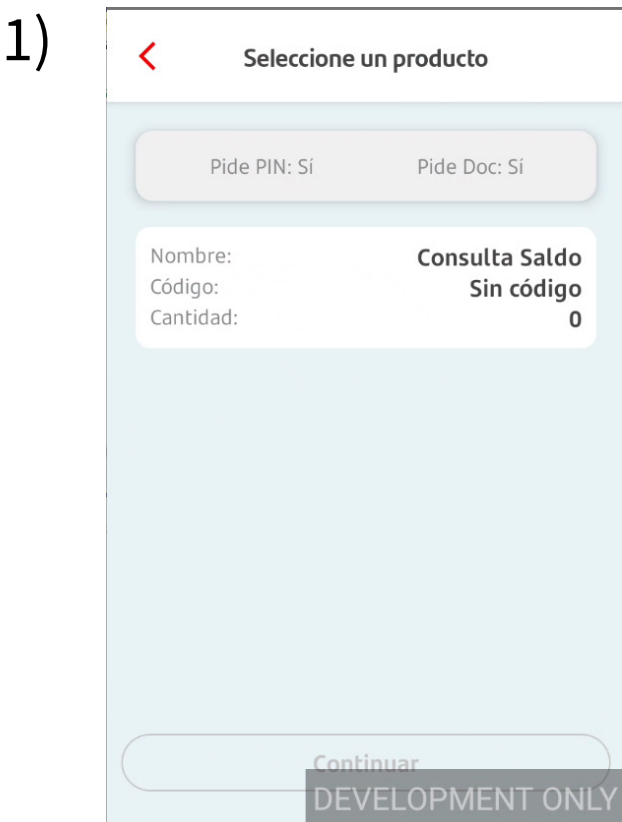 1)
Seleccione un producto
Pide PIN: Sí Pide Doc: Sí
Nombre: Consulta Saldo
Código: Sin código
Cantidad: 0
Continuar
DEVELOPMENT ONLY